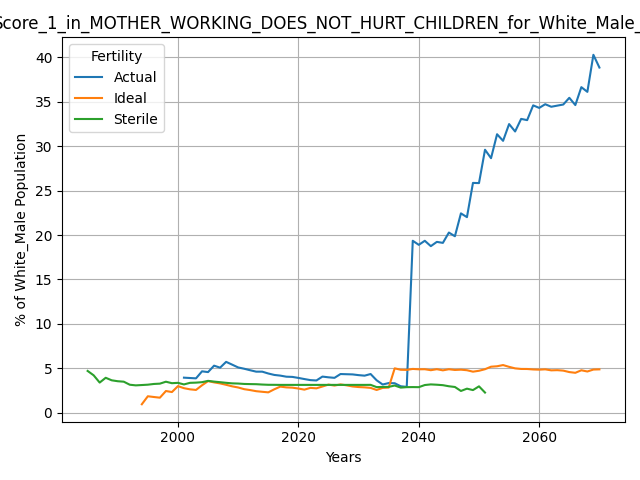 Score_1_in_MOTHER_WORKING_DOES_NOT_HURT_CHILDREN_for_White_Male_
Fertility
Actual
Ideal
Sterile
% of White_Male Population
40
35
30
25
20
15
10
5
0
2000 2020 2040 2060
Years